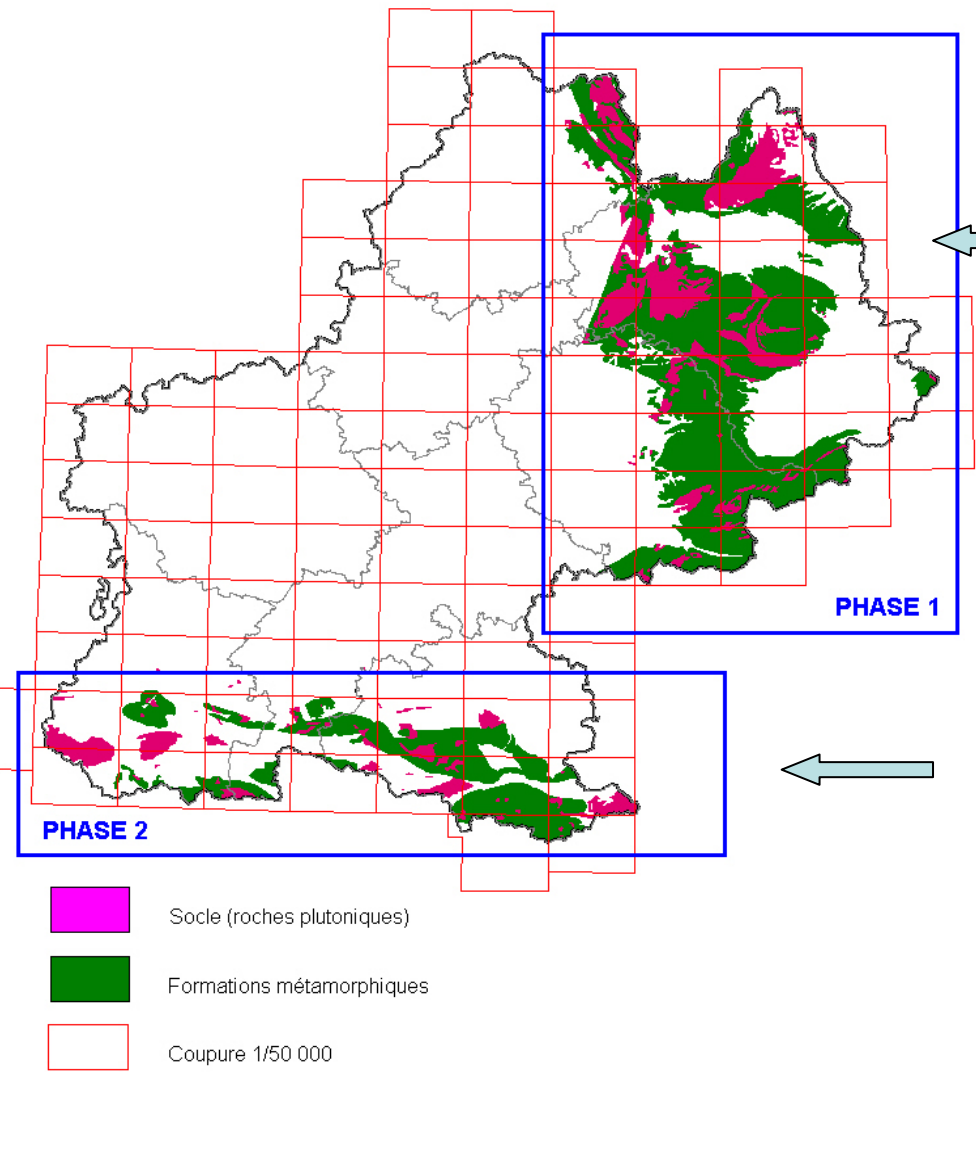 PHASE 1
PHASE 2
Socle (roches plutoniques)
Formations métamorphiques
Coupure 1/50 000